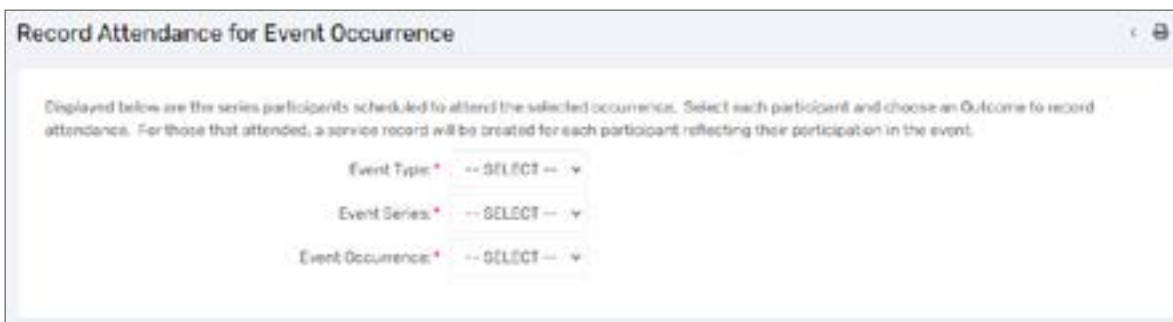 Record Attendance for Event Occurrence
Displayed below are the series participants scheduled to attend the selected occurrence. Select each participant and choose an Outcome to record
attendance. For those that attended, a service record will be created for each participant reflecting their participation in the event.
Event Type:* -- SELECT --
Event Series:* -- SELECT --
Event Occurrence:* -- SELECT --